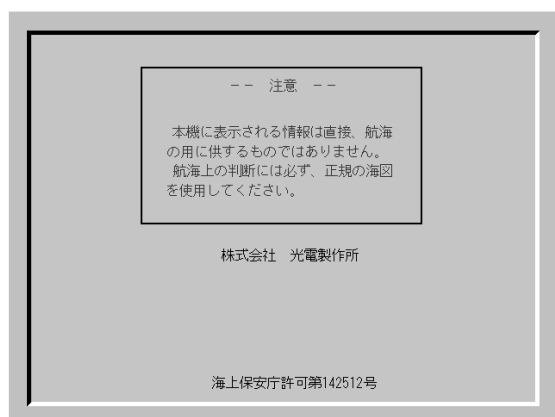 －－ 注意 －－
本機に表示される情報は直接、航海
の用に供するものではありません。
航海上の判断には必ず、正規の海図
を使用してください。
株式会社 光電製作所
海上保安庁許可第142512号